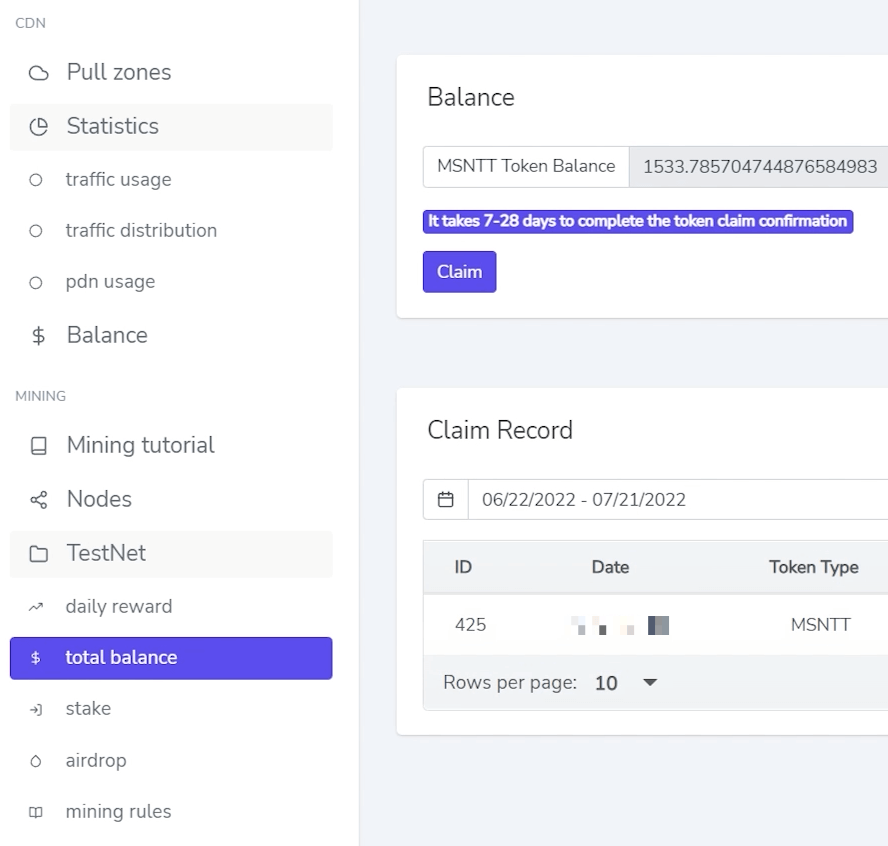 CDN
Pull zones
Statistics
traffic usage
traffic distribution
pdn usage
$ Balance
MINING
Mining tutorial
Nodes
TestNet
daily reward
$ total balance
stake
airdrop
mining rules
Balance
MSNTT Token Balance 1533.785704744876584983
It takes 7-28 days to complete the token claim confirmation
Claim
Claim Record
06/22/2022 - 07/21/2022
ID Date Token Type
425 MSNTT
Rows per page: 10